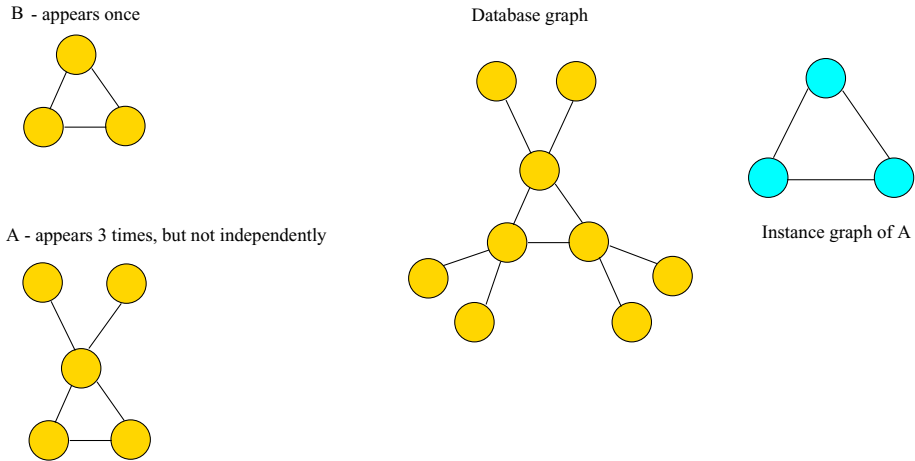 B - appears once
Database graph
A - appears 3 times, but not independently
Instance graph of A